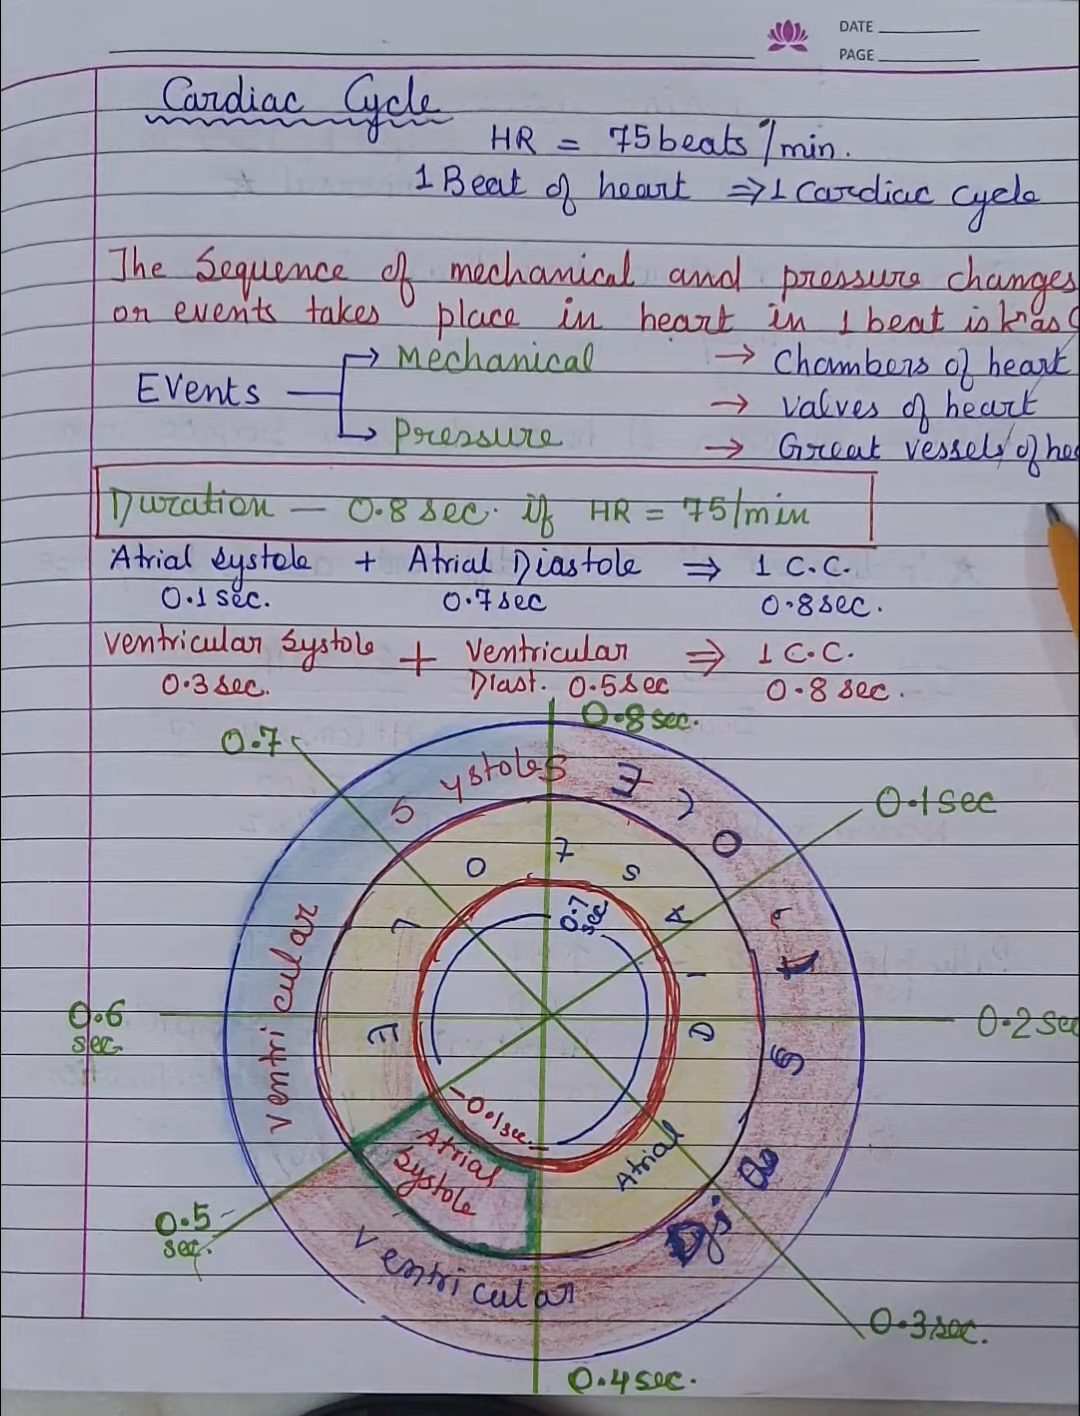 DATE
PAGE
Cardiac Cycle
HR = 75 beats/min.
1 Beat of heart ⇒ 1 Cardiac cycle
The Sequence of mechanical and pressure changes
or events takes place in heart in 1 beat is k/as
Events → Mechanical → Chambers of heart
→ valves of heart
→ Pressure → Great vessels of
Duration — 0.8 sec. if HR = 75/min
Atrial systole + Atrial Diastole ⇒ 1 C.C.
0.1 sec. 0.7 sec 0.8 sec.
Ventricular Systole + Ventricular ⇒ 1 C.C.
0.3 sec. Diast. 0.5 sec 0.8 sec.
0.8 sec.
0.7
0.1 sec
Ventricular Systoles
0.7 sec
0.6 sec.
0.2 sec
-0.1 sec.-
Atrial Systole
Atrial DIASTOLE
0.5 sec.
Ventricular
0.3 sec.
0.4 sec.